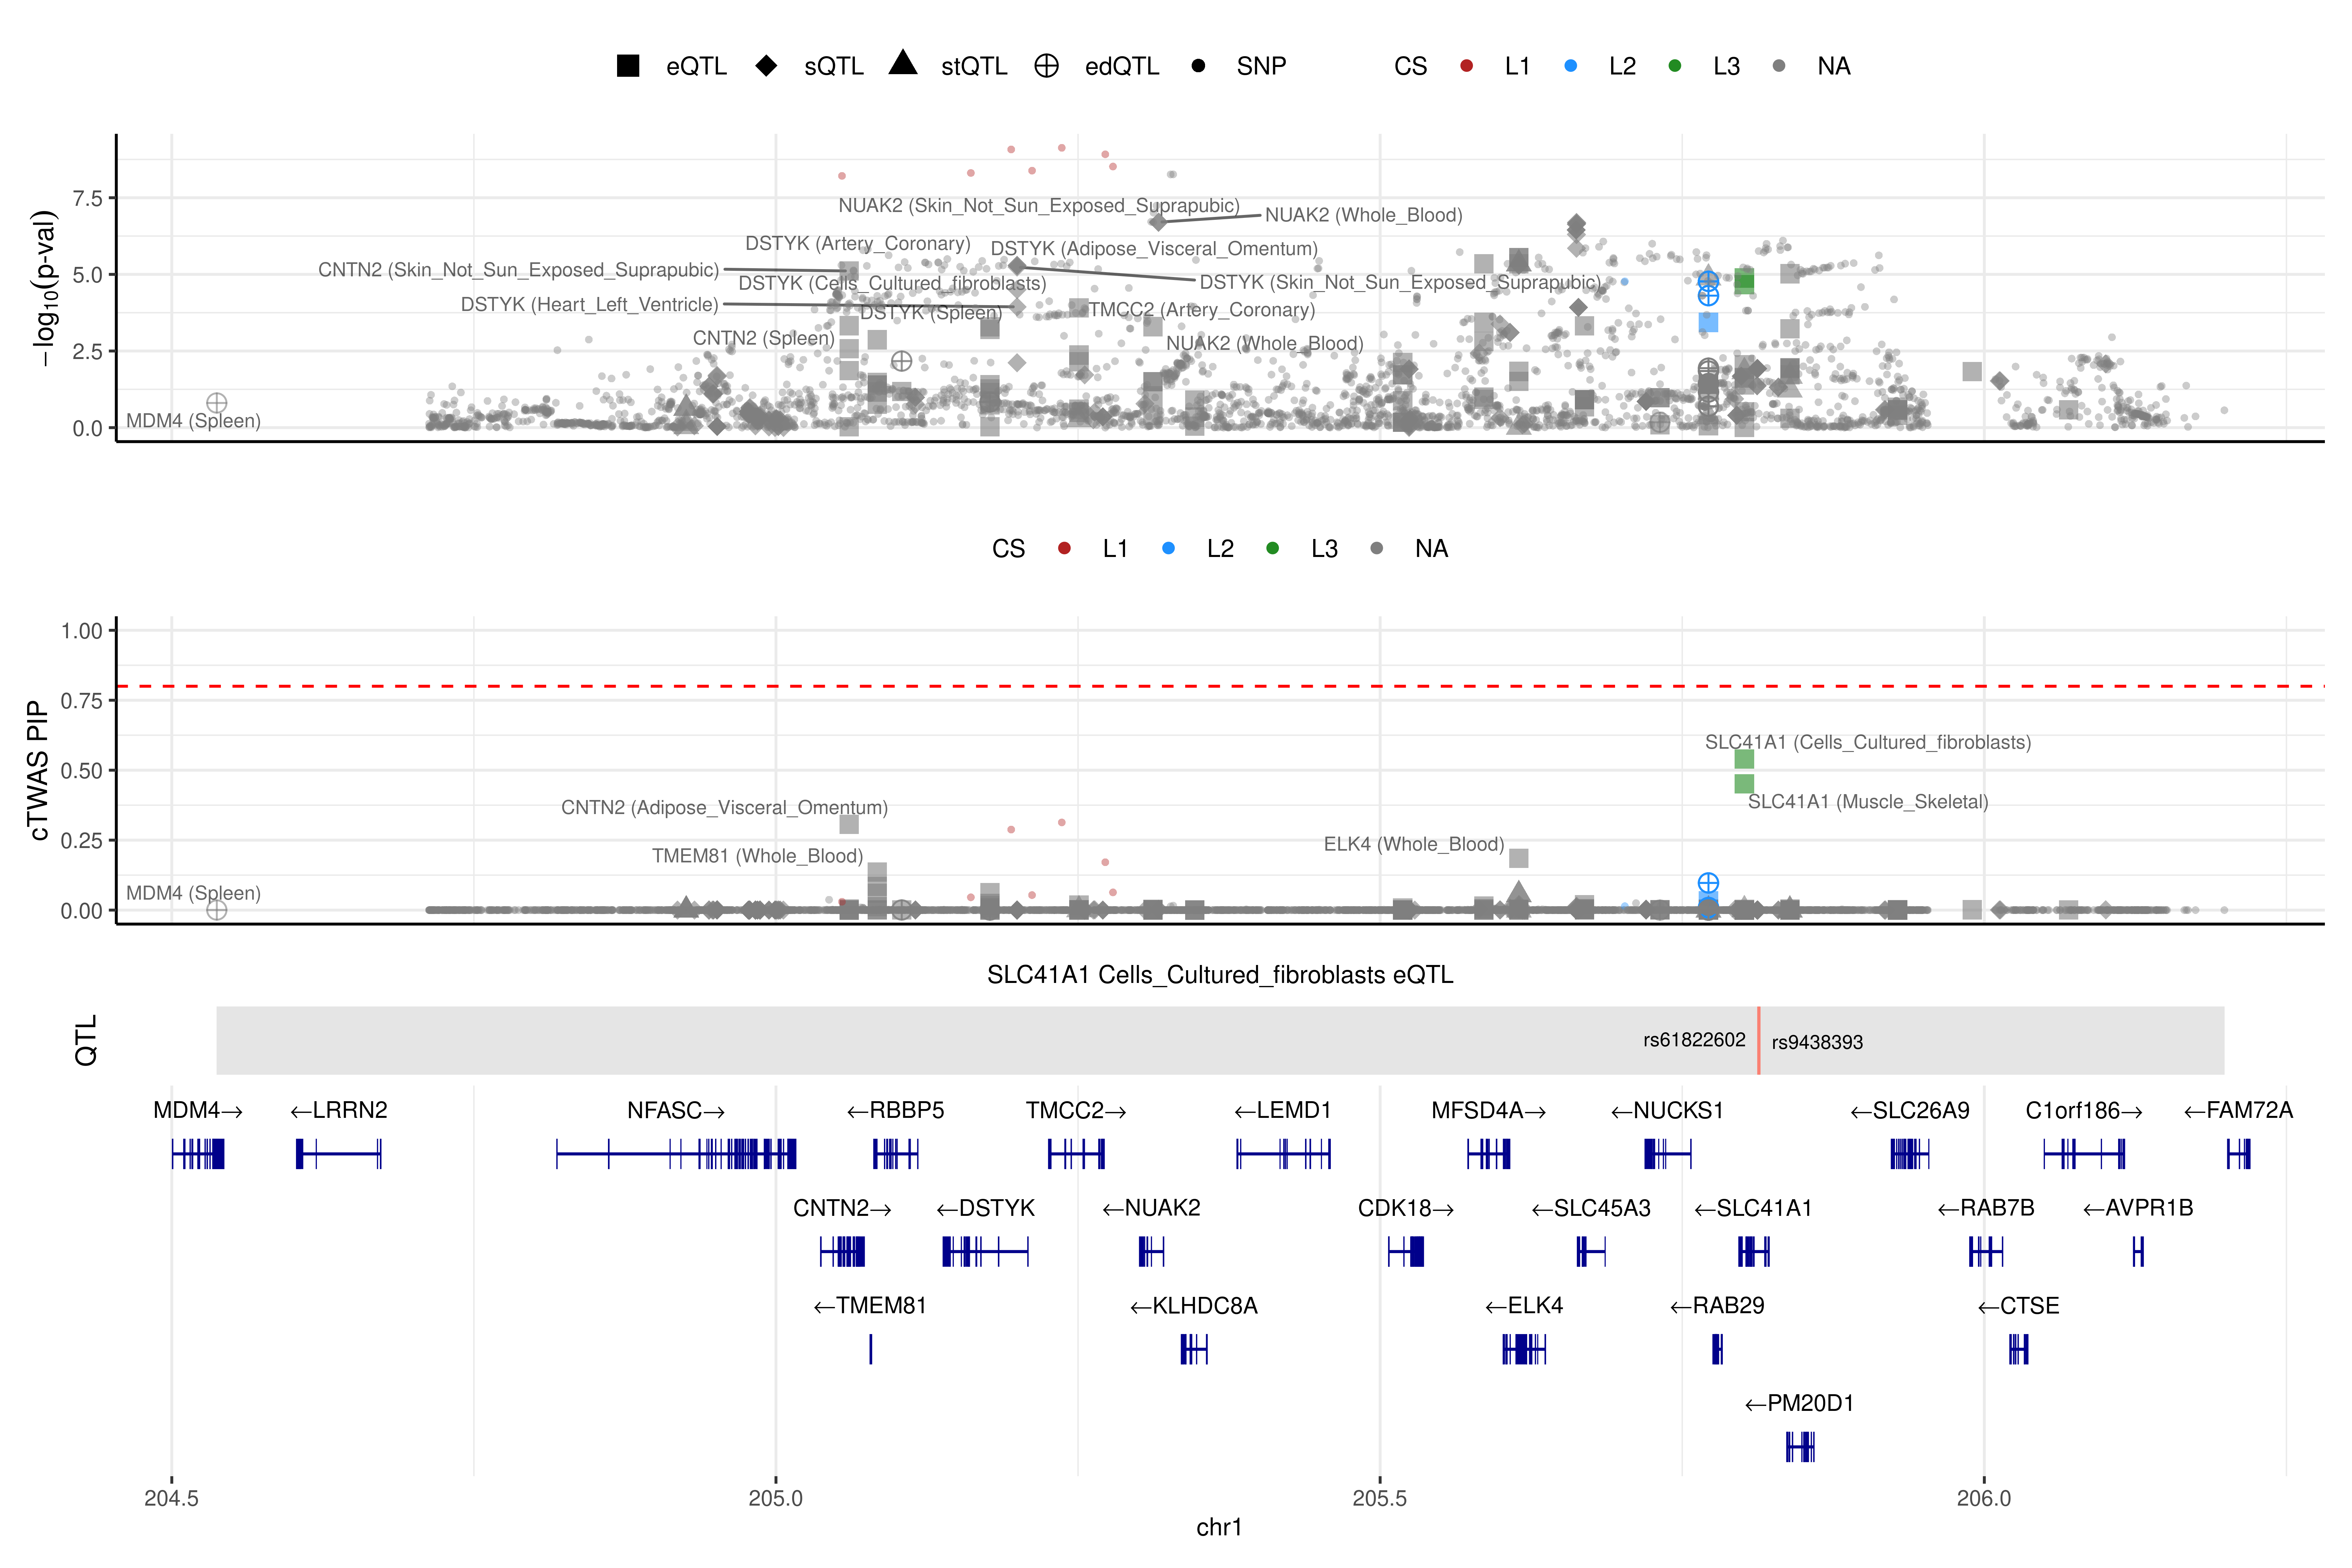 eQTL sQTL stQTL edQTL SNP CS L1 L2 L3 NA
−log10(p-val)
7.5
5.0
2.5
0.0
NUAK2 (Skin_Not_Sun_Exposed_Suprapubic)
NUAK2 (Whole_Blood)
DSTYK (Artery_Coronary)
DSTYK (Adipose_Visceral_Omentum)
CNTN2 (Skin_Not_Sun_Exposed_Suprapubic)
DSTYK (Cells_Cultured_fibroblasts)
DSTYK (Skin_Not_Sun_Exposed_Suprapubic)
DSTYK (Heart_Left_Ventricle)
DSTYK (Spleen)
TMCC2 (Artery_Coronary)
CNTN2 (Spleen)
NUAK2 (Whole_Blood)
MDM4 (Spleen)
CS L1 L2 L3 NA
cTWAS PIP
1.00
0.75
0.50
0.25
0.00
SLC41A1 (Cells_Cultured_fibroblasts)
SLC41A1 (Muscle_Skeletal)
CNTN2 (Adipose_Visceral_Omentum)
ELK4 (Whole_Blood)
TMEM81 (Whole_Blood)
MDM4 (Spleen)
SLC41A1 Cells_Cultured_fibroblasts eQTL
QTL
rs61822602 rs9438393
MDM4→ ←LRRN2 NFASC→ ←RBBP5 TMCC2→ ←LEMD1 MFSD4A→ ←NUCKS1 ←SLC26A9 C1orf186→ ←FAM72A
CNTN2→ ←DSTYK ←NUAK2 CDK18→ ←SLC45A3 ←SLC41A1 ←RAB7B ←AVPR1B
←TMEM81 ←KLHDC8A ←ELK4 ←RAB29 ←CTSE
←PM20D1
204.5 205.0 205.5 206.0
chr1